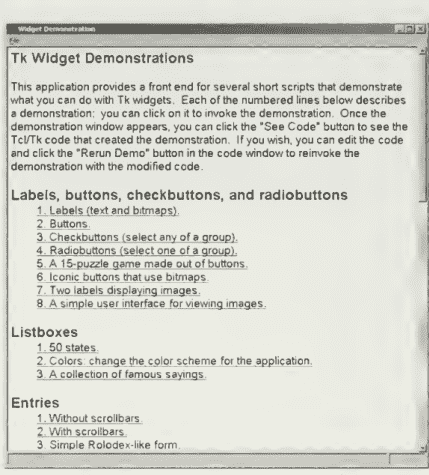 Widget Demonstration
File
Tk Widget Demonstrations
This application provides a front end for several short scripts that demonstrate
what you can do with Tk widgets. Each of the numbered lines below describes
a demonstration; you can click on it to invoke the demonstration. Once the
demonstration window appears, you can click the "See Code" button to see the
Tcl/Tk code that created the demonstration. If you wish, you can edit the code
and click the "Rerun Demo" button in the code window to reinvoke the
demonstration with the modified code.
Labels, buttons, checkbuttons, and radiobuttons
1. Labels (text and bitmaps).
2. Buttons.
3. Checkbuttons (select any of a group).
4. Radiobuttons (select one of a group).
5. A 15-puzzle game made out of buttons.
6. Iconic buttons that use bitmaps.
7. Two labels displaying images.
8. A simple user interface for viewing images.
Listboxes
1. 50 states.
2. Colors: change the color scheme for the application.
3. A collection of famous sayings.
Entries
1. Without scrollbars.
2. With scrollbars.
3. Simple Rolodex-like form.